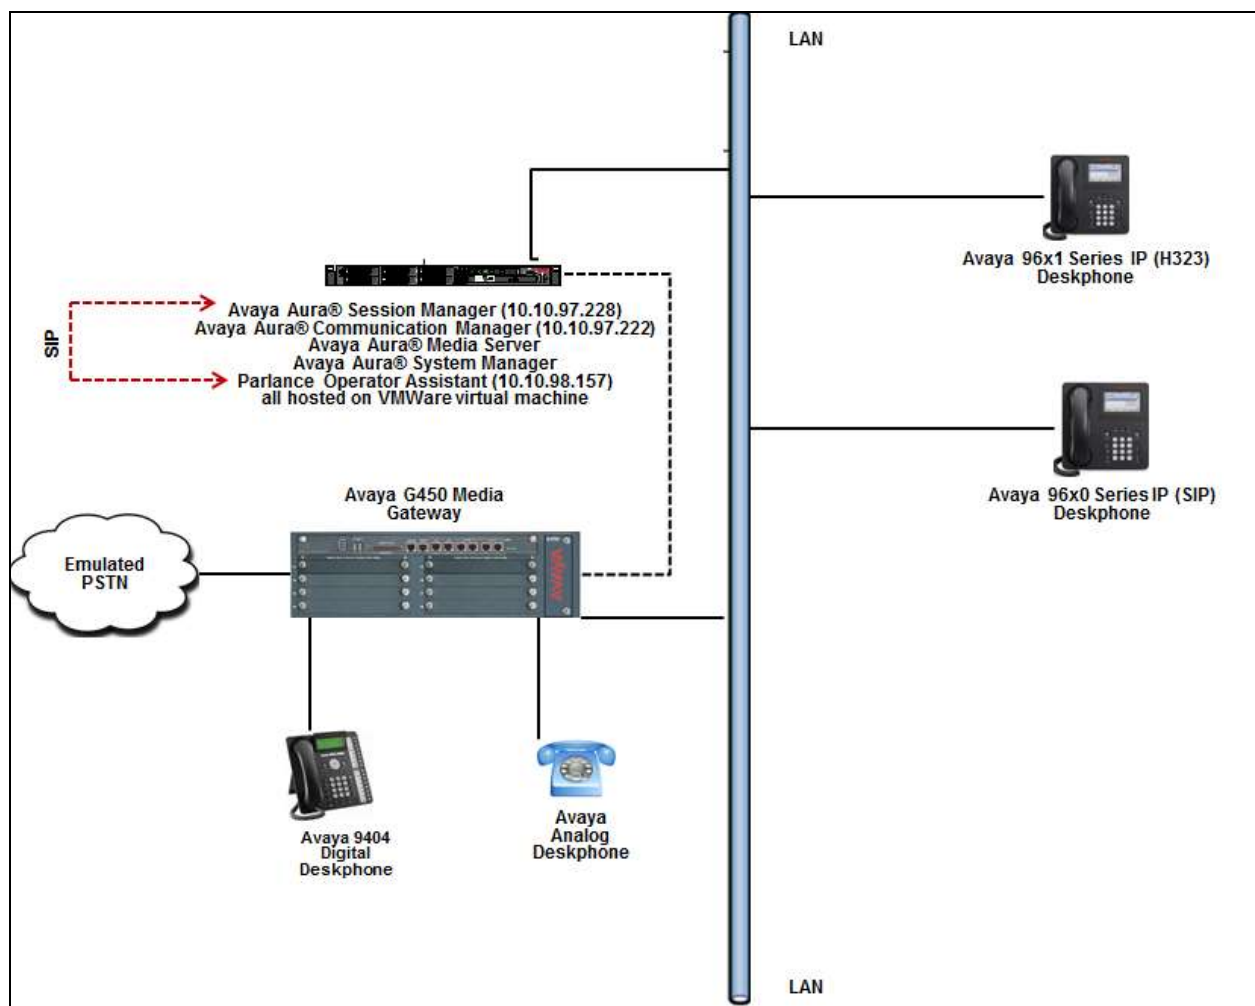 LAN
Avaya 96x1 Series IP (H323)
Deskphone
Avaya Aura® Session Manager (10.10.97.228)
Avaya Aura® Communication Manager (10.10.97.222)
Avaya Aura® Media Server
Avaya Aura® System Manager
Parlance Operator Assistant (10.10.98.157)
all hosted on VMWare virtual machine
SIP
Avaya 96x0 Series IP (SIP)
Deskphone
Avaya G450 Media
Gateway
AVAYA
Emulated
PSTN
Avaya 9404
Digital
Deskphone
Avaya
Analog
Deskphone
LAN